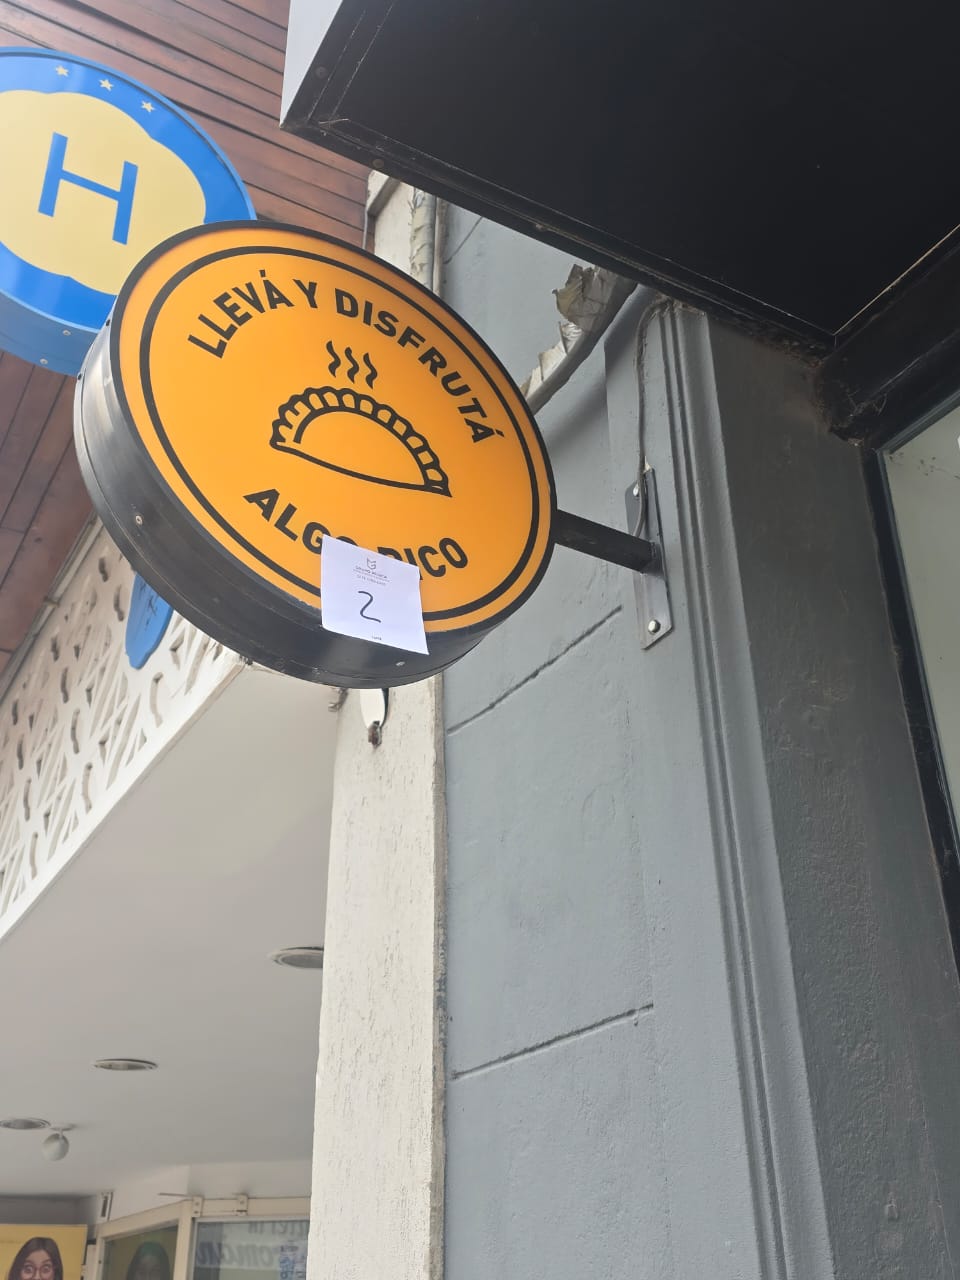 H
LLEVÁ Y DISFRUTÁ
ALGO RICO
2